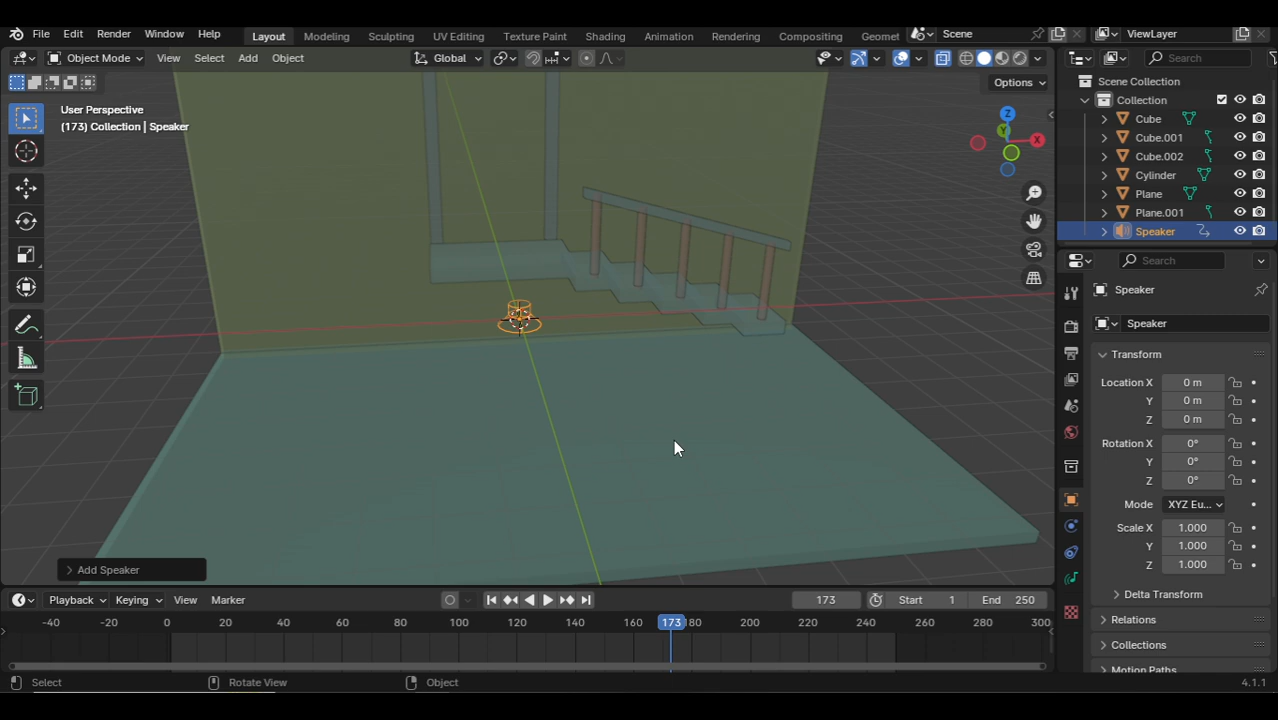 File Edit Render Window Help Layout Modeling Sculpting UV Editing Texture Paint Shading Animation Rendering Compositing Geomet Scene ViewLayer
Object Mode View Select Add Object Global Search
Options
User Perspective
(173) Collection | Speaker
Z
Y
X
Scene Collection
Collection
Cube
Cube.001
Cube.002
Cylinder
Plane
Plane.001
Speaker
Search
Speaker
Speaker
Transform
Location X 0 m
Y 0 m
Z 0 m
Rotation X 0°
Y 0°
Z 0°
Mode XYZ Eu...
Scale X 1.000
Y 1.000
Z 1.000
Delta Transform
Relations
Collections
Motion Paths
Add Speaker
Playback Keying View Marker 173 Start 1 End 250
-40 -20 0 20 40 60 80 100 120 140 160 173 180 200 220 240 260 280 300
Select Rotate View Object 4.1.1